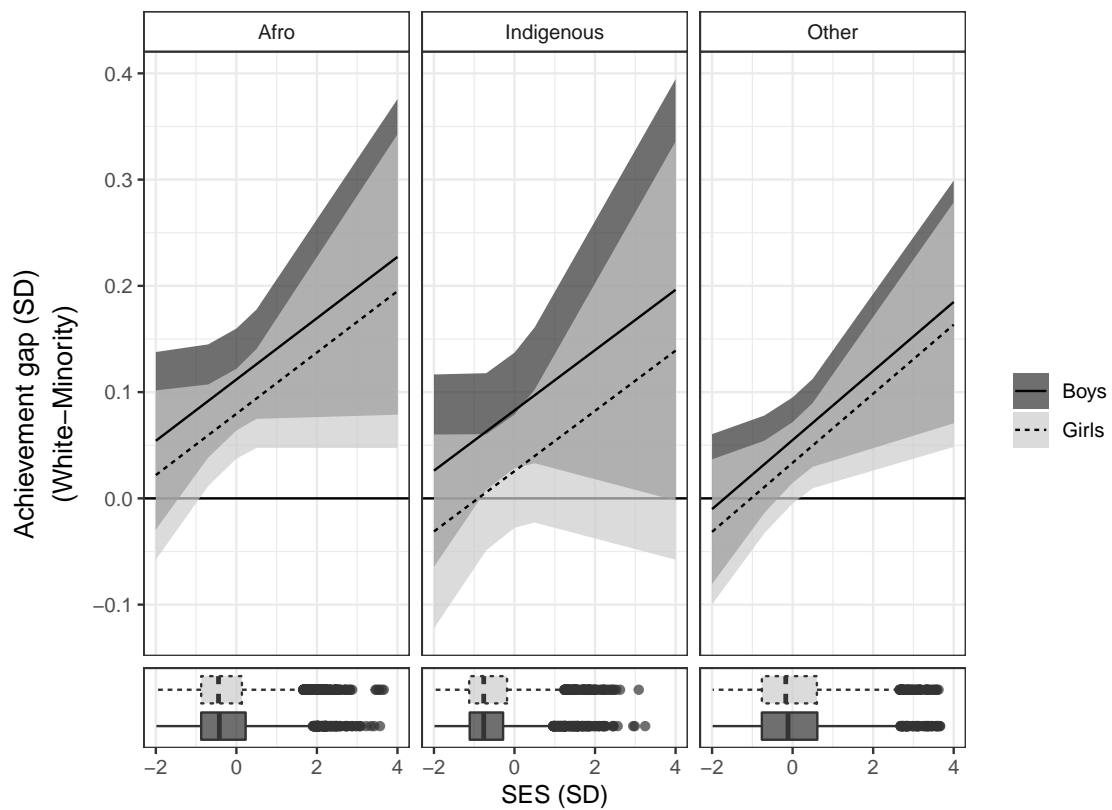 Afro
Indigenous
Other
Achievement gap (SD)
(White−Minority)
0.4
0.3
0.2
0.1
0.0
−0.1
Boys
Girls
−2 0 2 4 −2 0 2 4 −2 0 2 4
SES (SD)